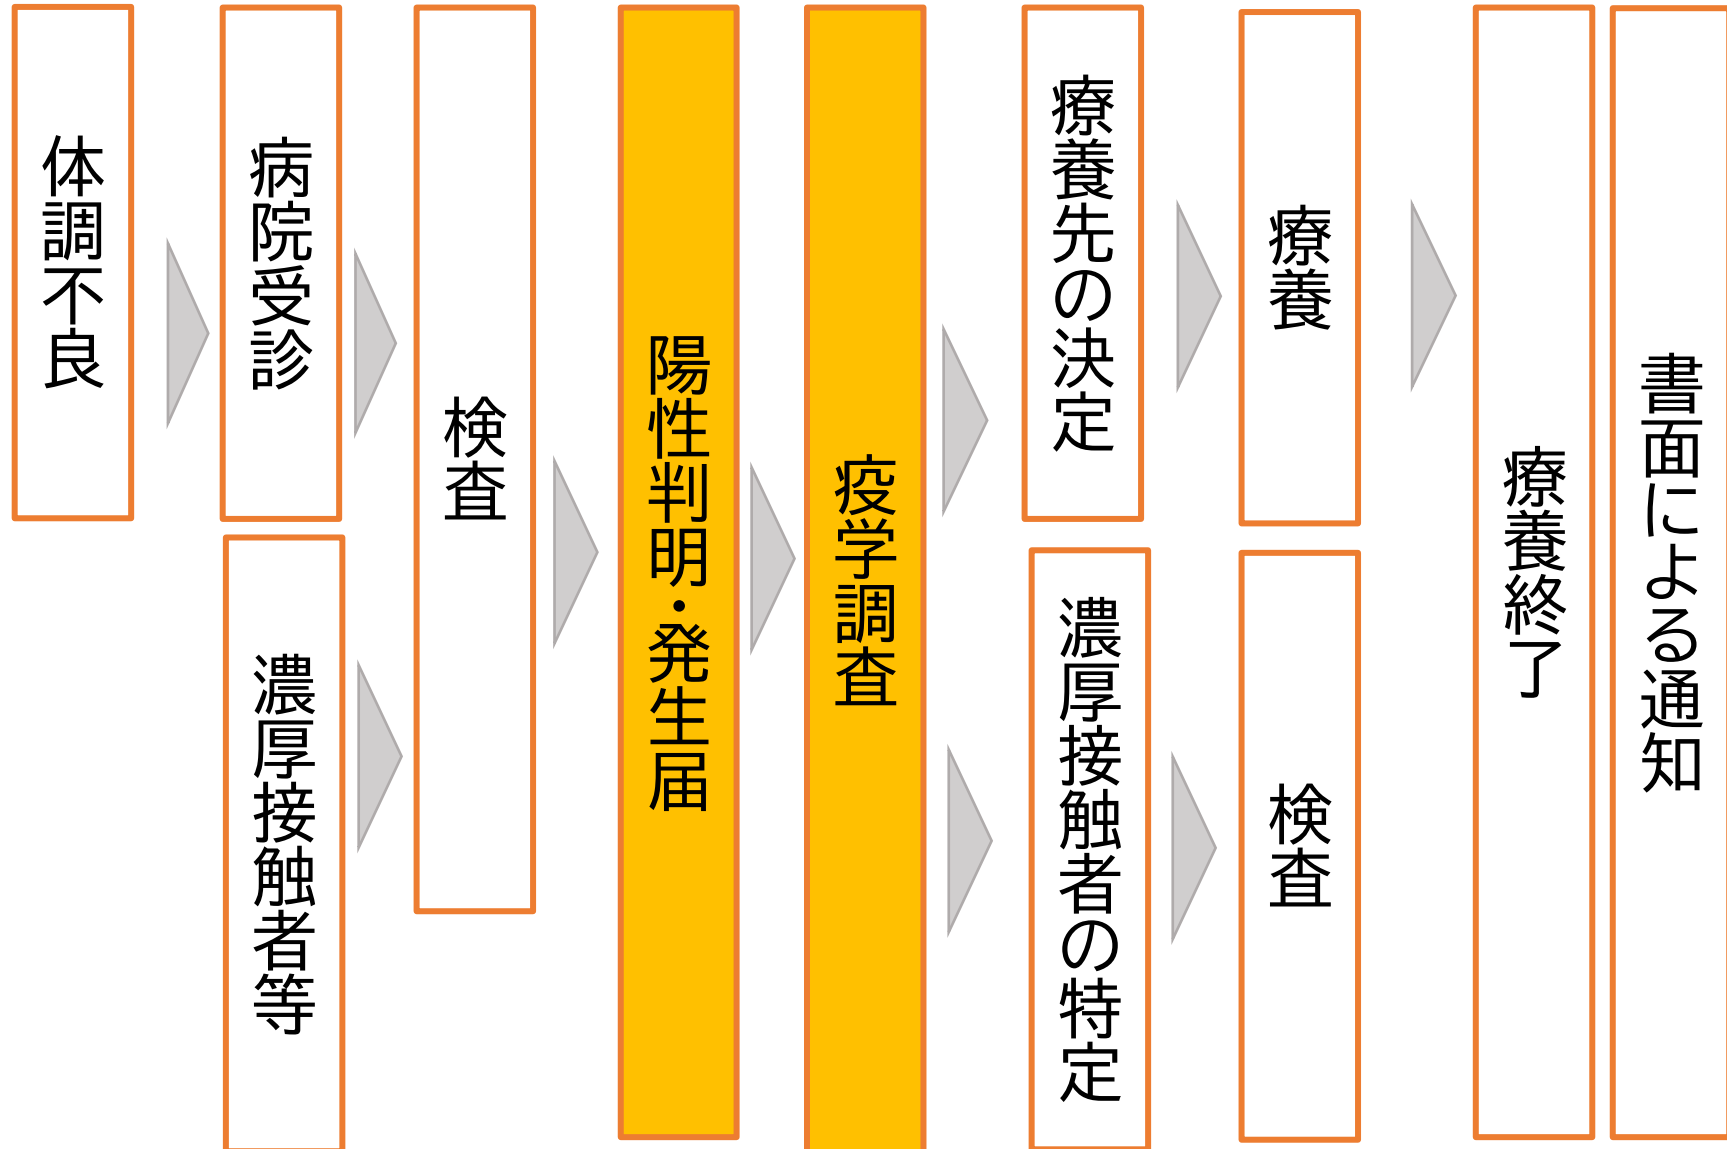 体調不良
病院受診
濃厚接触者等
検査
陽性判明・発生届
疫学調査
療養先の決定
濃厚接触者の特定
療養
検査
療養終了
書面による通知